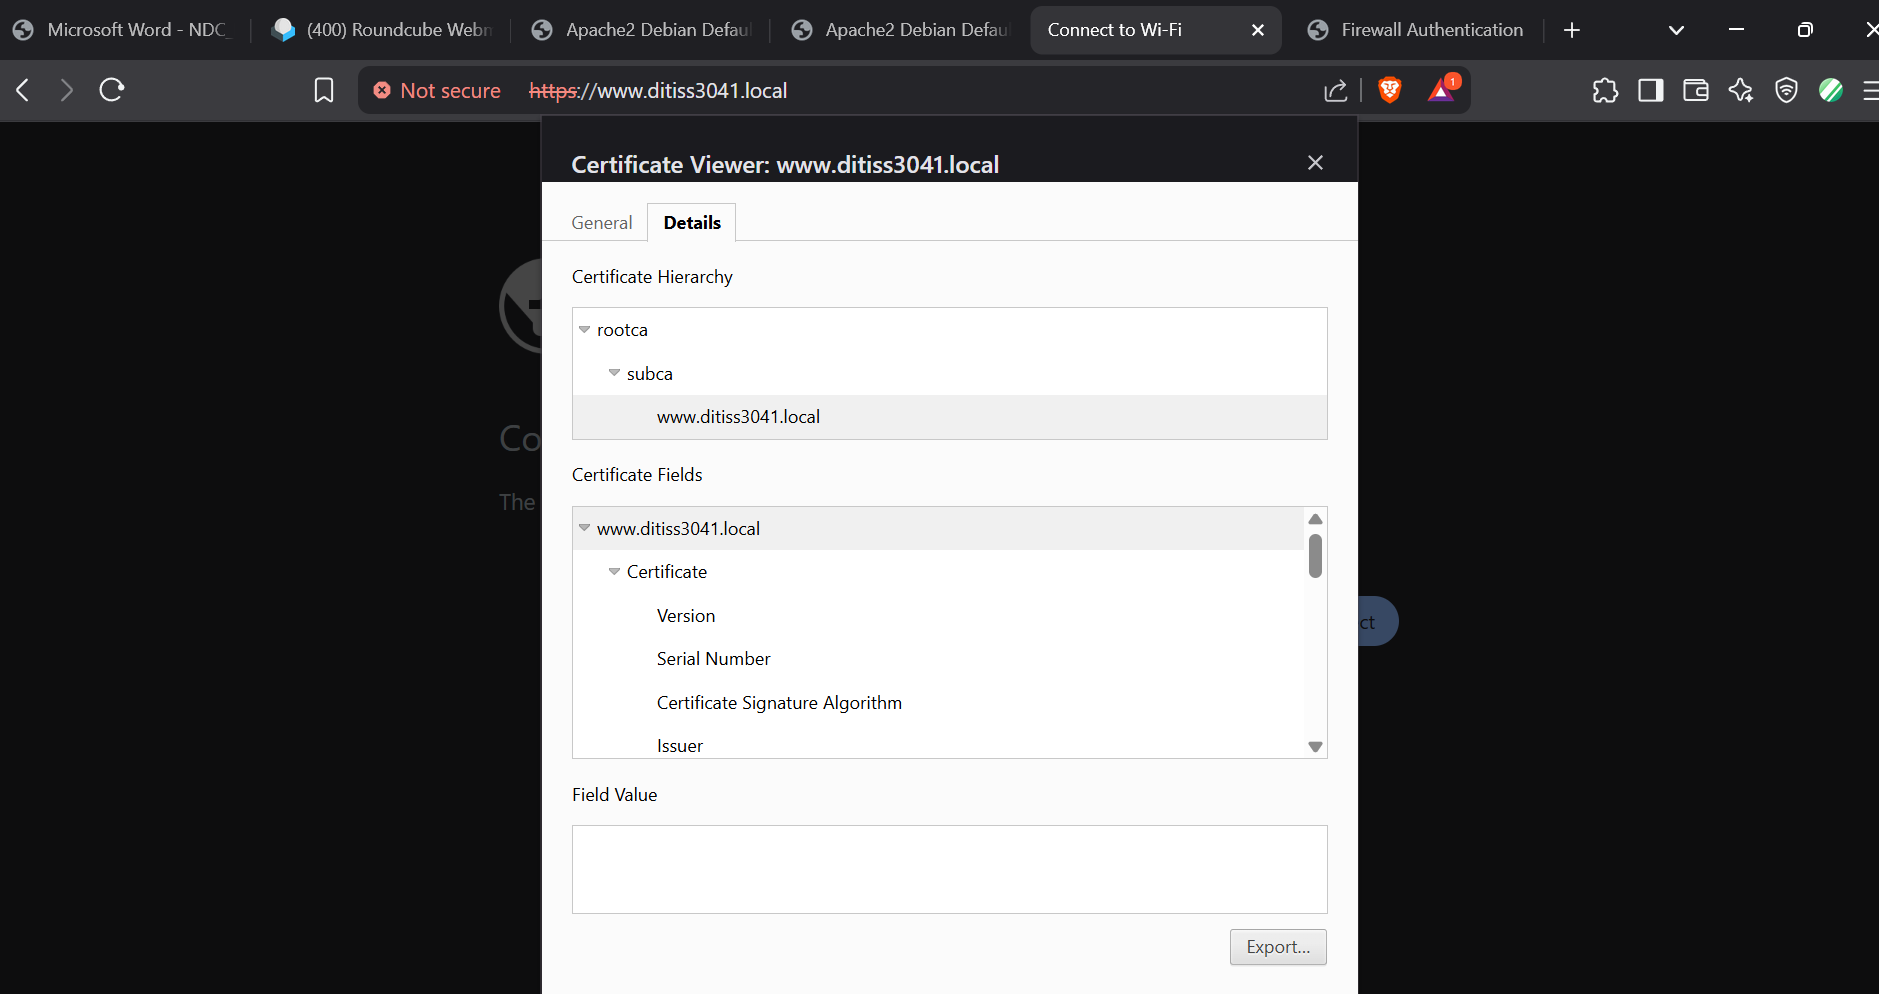 Microsoft Word - NDC_
(400) Roundcube Webm
Apache2 Debian Defau
Apache2 Debian Defau
Connect to Wi-Fi
Firewall Authentication
Not secure https://www.ditiss3041.local
1
Certificate Viewer: www.ditiss3041.local
General
Details
Certificate Hierarchy
rootca
subca
www.ditiss3041.local
Co
The
Certificate Fields
www.ditiss3041.local
Certificate
Version
ct
Serial Number
Certificate Signature Algorithm
Issuer
Field Value
Export...